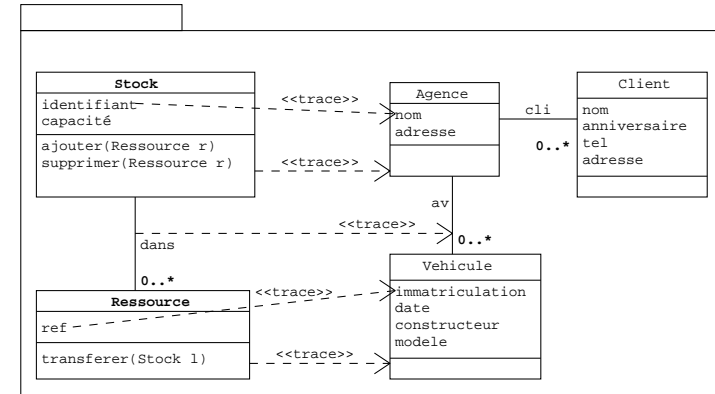 Stock
identifiant
capacité
ajouter(Ressource r)
supprimer(Ressource r)
<<trace>>
<<trace>>
Agence
nom
adresse
cli
0..*
Client
nom
anniversaire
tel
adresse
dans
0..*
<<trace>>
av
0..*
Ressource
ref
transferer(Stock l)
<<trace>>
<<trace>>
Vehicule
immatriculation
date
constructeur
modele